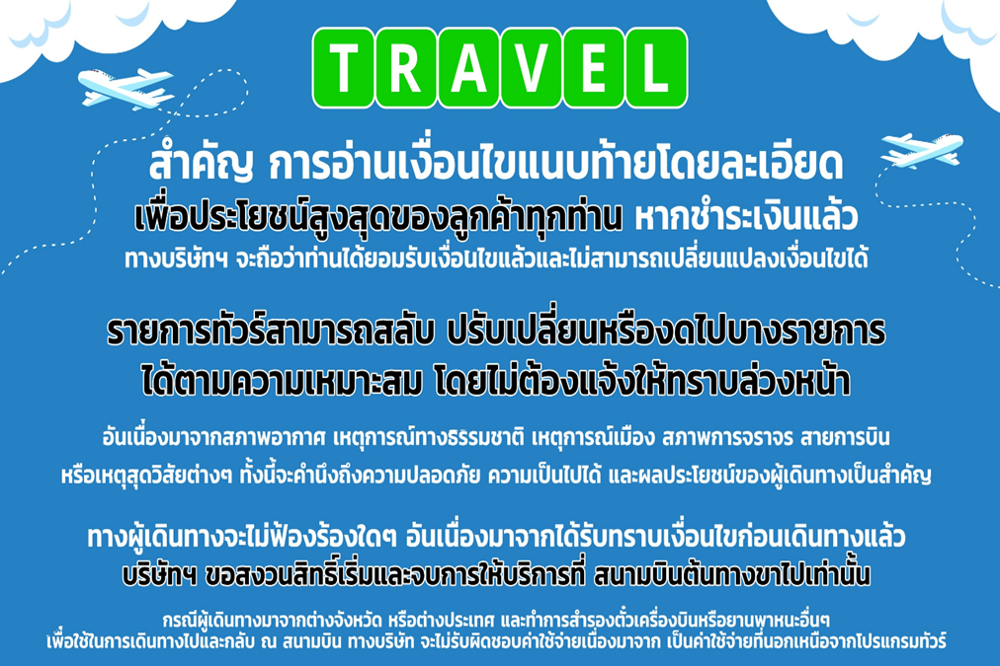 TRAVEL
สำคัญ การอ่านเงื่อนไขแนบท้ายโดยละเอียด
เพื่อประโยชน์สูงสุดของลูกค้าทุกท่าน หากชำระเงินแล้ว
ทางบริษัทฯ จะถือว่าท่านได้ยอมรับเงื่อนไขแล้วและไม่สามารถเปลี่ยนแปลงเงื่อนไขได้
รายการทัวร์สามารถสลับ ปรับเปลี่ยนหรืองดไปบางรายการ
ได้ตามความเหมาะสม โดยไม่ต้องแจ้งให้ทราบล่วงหน้า
อันเนื่องมาจากสภาพอากาศ เหตุการณ์ทางธรรมชาติ เหตุการณ์เมือง สภาพการจราจร สายการบิน
หรือเหตุสุดวิสัยต่างๆ ทั้งนี้จะคำนึงถึงความปลอดภัย ความเป็นไปได้ และผลประโยชน์ของผู้เดินทางเป็นสำคัญ
ทางผู้เดินทางจะไม่ฟ้องร้องใดๆ อันเนื่องมาจากได้รับทราบเงื่อนไขก่อนเดินทางแล้ว
บริษัทฯ ขอสงวนสิทธิ์เริ่มและจบการให้บริการที่ สนามบินต้นทางขาไปเท่านั้น
กรณีผู้เดินทางมาจากต่างจังหวัด หรือต่างประเทศ และทำการสำรองตั๋วเครื่องบินหรือยานพาหนะอื่นๆ
เพื่อใช้ในการเดินทางไปและกลับ ณ สนามบิน ทางบริษัท จะไม่รับผิดชอบค่าใช้จ่ายเนื่องมาจาก เป็นค่าใช้จ่ายที่นอกเหนือจากโปรแกรมทัวร์